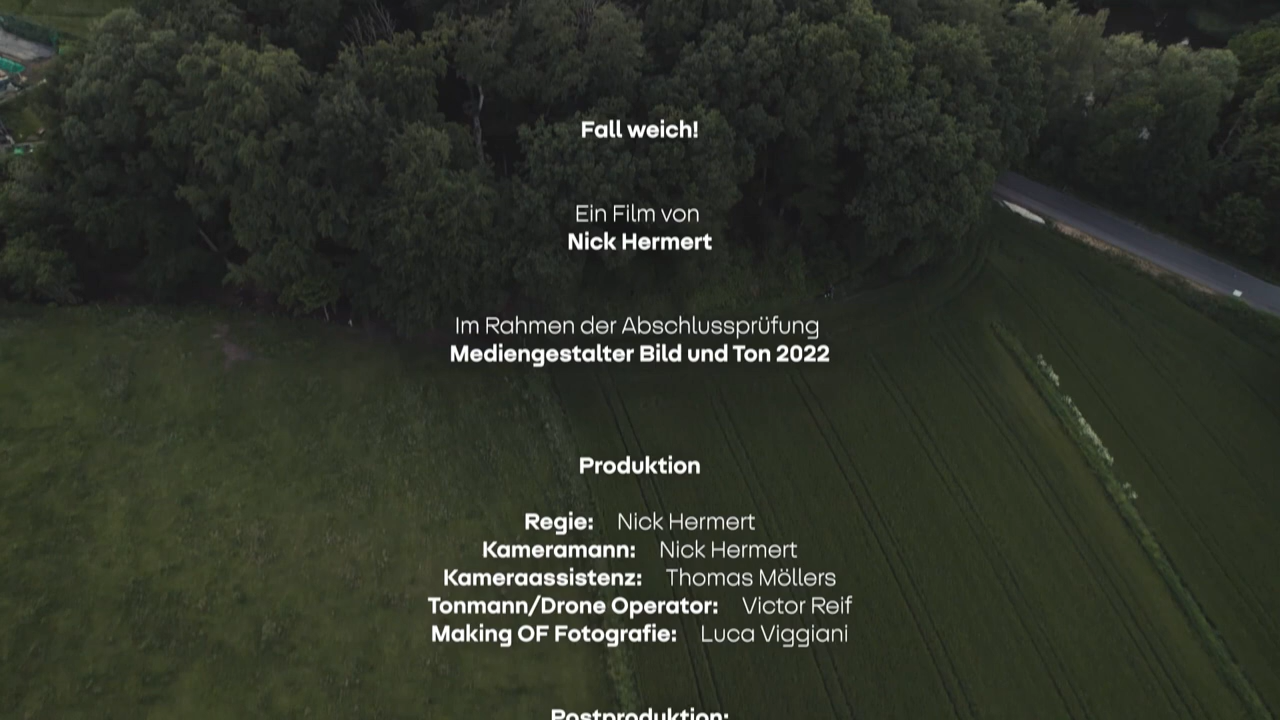 Fall weich!
Ein Film von
Nick Hermert
Im Rahmen der Abschlussprüfung
Mediengestalter Bild und Ton 2022
Produktion
Regie: Nick Hermert
Kameramann: Nick Hermert
Kameraassistenz: Thomas Möllers
Tonmann/Drone Operator: Victor Reif
Making OF Fotografie: Luca Viggiani
Postproduktion: